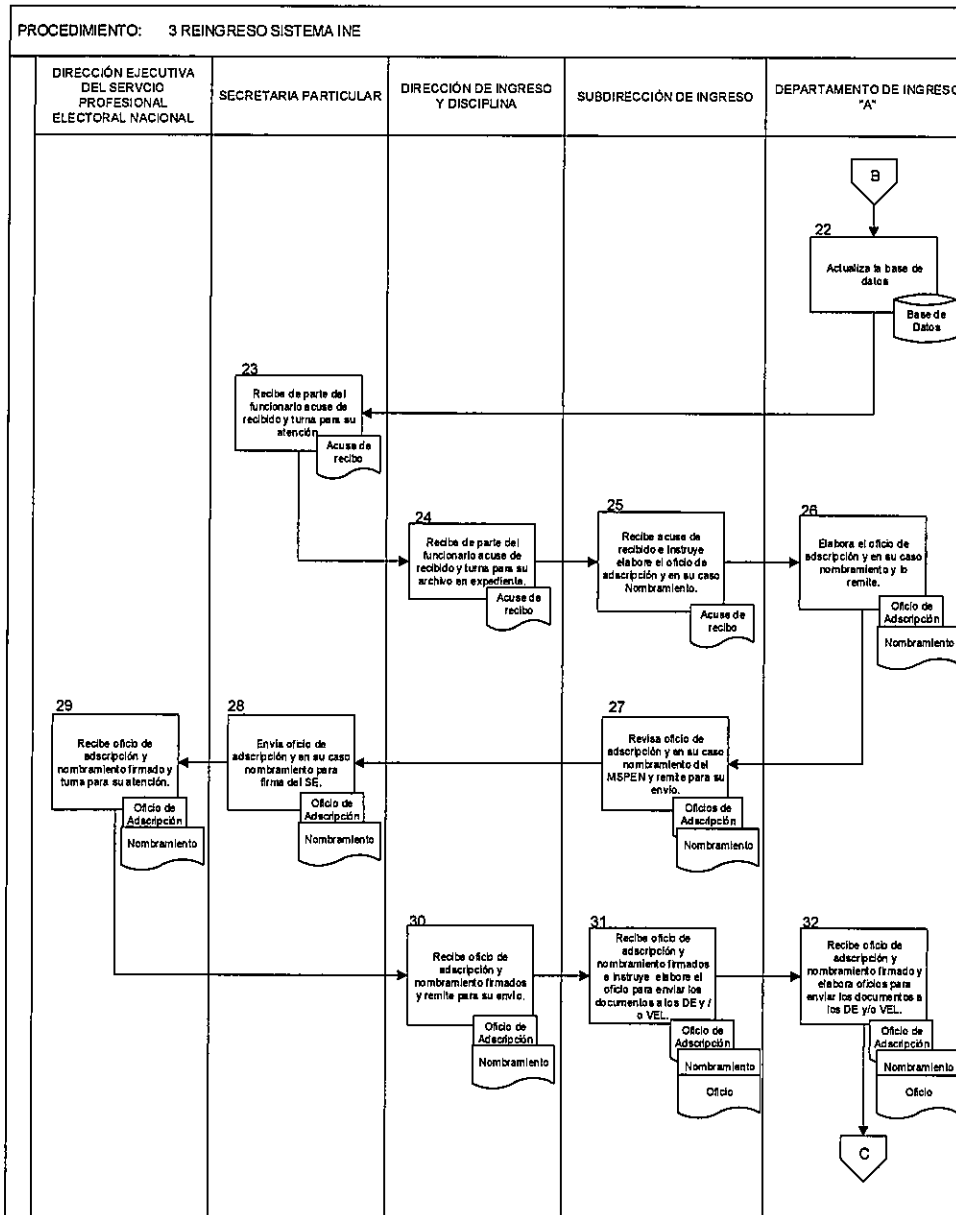 PROCEDIMIENTO: 3 REINGRESO SISTEMA INE
DIRECCIÓN EJECUTIVA
DEL SERVCIO
PROFESIONAL
ELECTORAL NACIONAL
SECRETARIA PARTICULAR
DIRECCIÓN DE INGRESO
Y DISCIPLINA
SUBDIRECCIÓN DE INGRESO
DEPARTAMENTO DE INGRESO
"A"
B
22
Actualiza la base de
datos
Base de
Datos
23
Recibe de parte del
funcionario acuse de
recibido y turna para su
atención
Acuse de
recibo
24
Recibe de parte del
funcionario acuse de
recibido y turna para su
archivo en expediente.
Acuse de
recibo
25
Recibe acuse de
recibido e instruye
elabore el oficio de
adscripción y en su caso
Nombramiento.
Acuse de
recibo
26
Elabora el oficio de
adscripción y en su caso
nombramiento y lo
remite.
Oficio de
Adscripción
Nombramiento
29
Recibe oficio de
adscripción y
nombramiento firmado y
turna para su atención.
Oficio de
Adscripción
Nombramiento
28
Envía oficio de
adscripción y en su caso
nombramiento para
firma del SE.
Oficio de
Adscripción
Nombramiento
27
Revisa oficio de
adscripción y en su caso
nombramiento del
MSPEN y remite para su
envío.
Oficios de
Adscripción
Nombramiento
30
Recibe oficio de
adscripción y
nombramiento firmados
y remite para su envío.
Oficio de
Adscripción
Nombramiento
31
Recibe oficio de
adscripción y
nombramiento firmados
e instruye elabore el
oficio para enviar los
documentos a los DE y /
o VEL.
Oficio de
Adscripción
Nombramiento
Oficio
32
Recibe oficio de
adscripción y
nombramiento firmado y
elabora oficios para
enviar los documentos a
los DE y/o VEL.
Oficio de
Adscripción
Nombramiento
Oficio
C